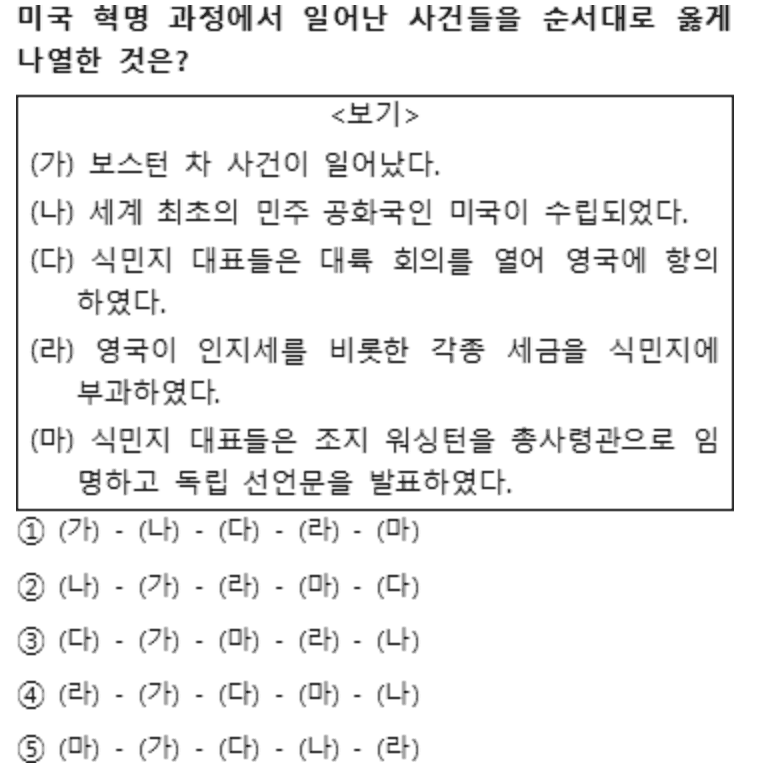 미국 혁명 과정에서 일어난 사건들을 순서대로 옳게
나열한 것은?
<보기>
(가) 보스턴 차 사건이 일어났다.
(나) 세계 최초의 민주 공화국인 미국이 수립되었다.
(다) 식민지 대표들은 대륙 회의를 열어 영국에 항의
하였다.
(라) 영국이 인지세를 비롯한 각종 세금을 식민지에
부과하였다.
(마) 식민지 대표들은 조지 워싱턴을 총사령관으로 임
명하고 독립 선언문을 발표하였다.
① (가) - (나) - (다) - (라) - (마)
② (나) - (가) - (라) - (마) - (다)
③ (다) - (가) - (마) - (라) - (나)
④ (라) - (가) - (다) - (마) - (나)
⑤ (마) - (가) - (다) - (나) - (라)